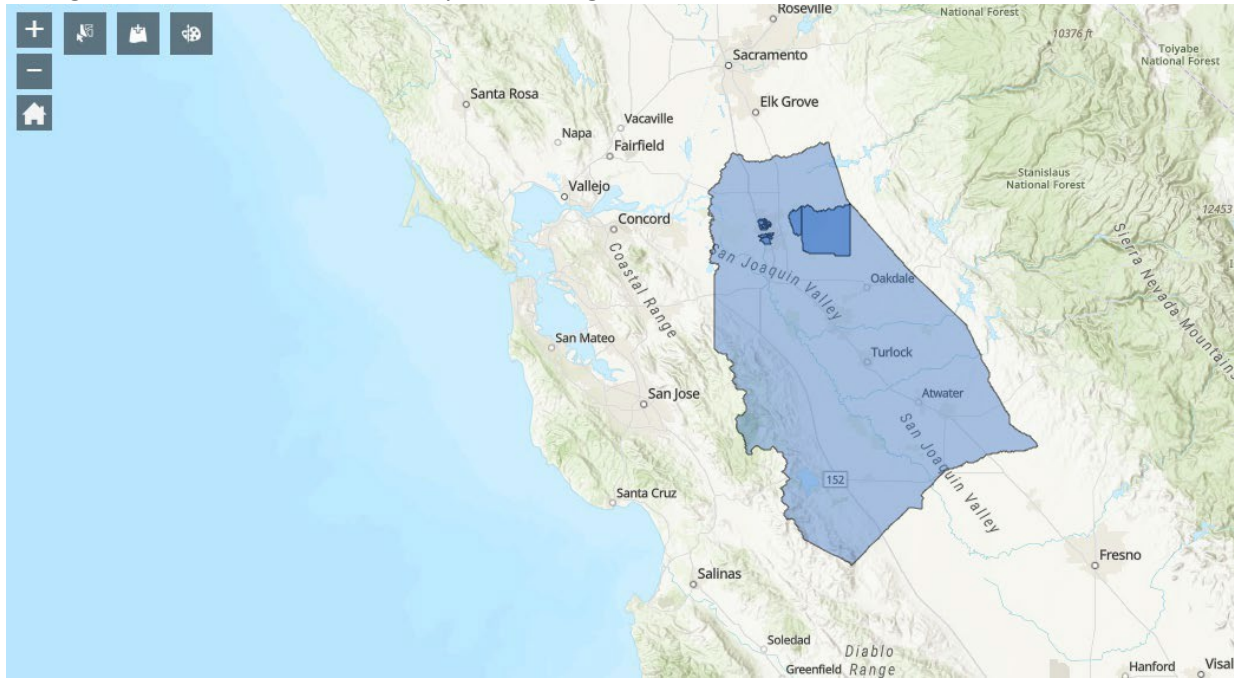 Roseville
National Forest
10376 ft
Toiyabe
National Forest
Sacramento
Santa Rosa
Elk Grove
Vacaville
Napa
Fairfield
Stanislaus
National Forest
Vallejo
12453
Concord
Coastal Range
San Joaquin Valley
Sierra Nevada Mountains
Oakdale
San Mateo
Turlock
San Jose
Atwater
San Joaquin Valley
152
Santa Cruz
Fresno
Salinas
Soledad
Diablo
Range
Greenfield
Hanford
Visal